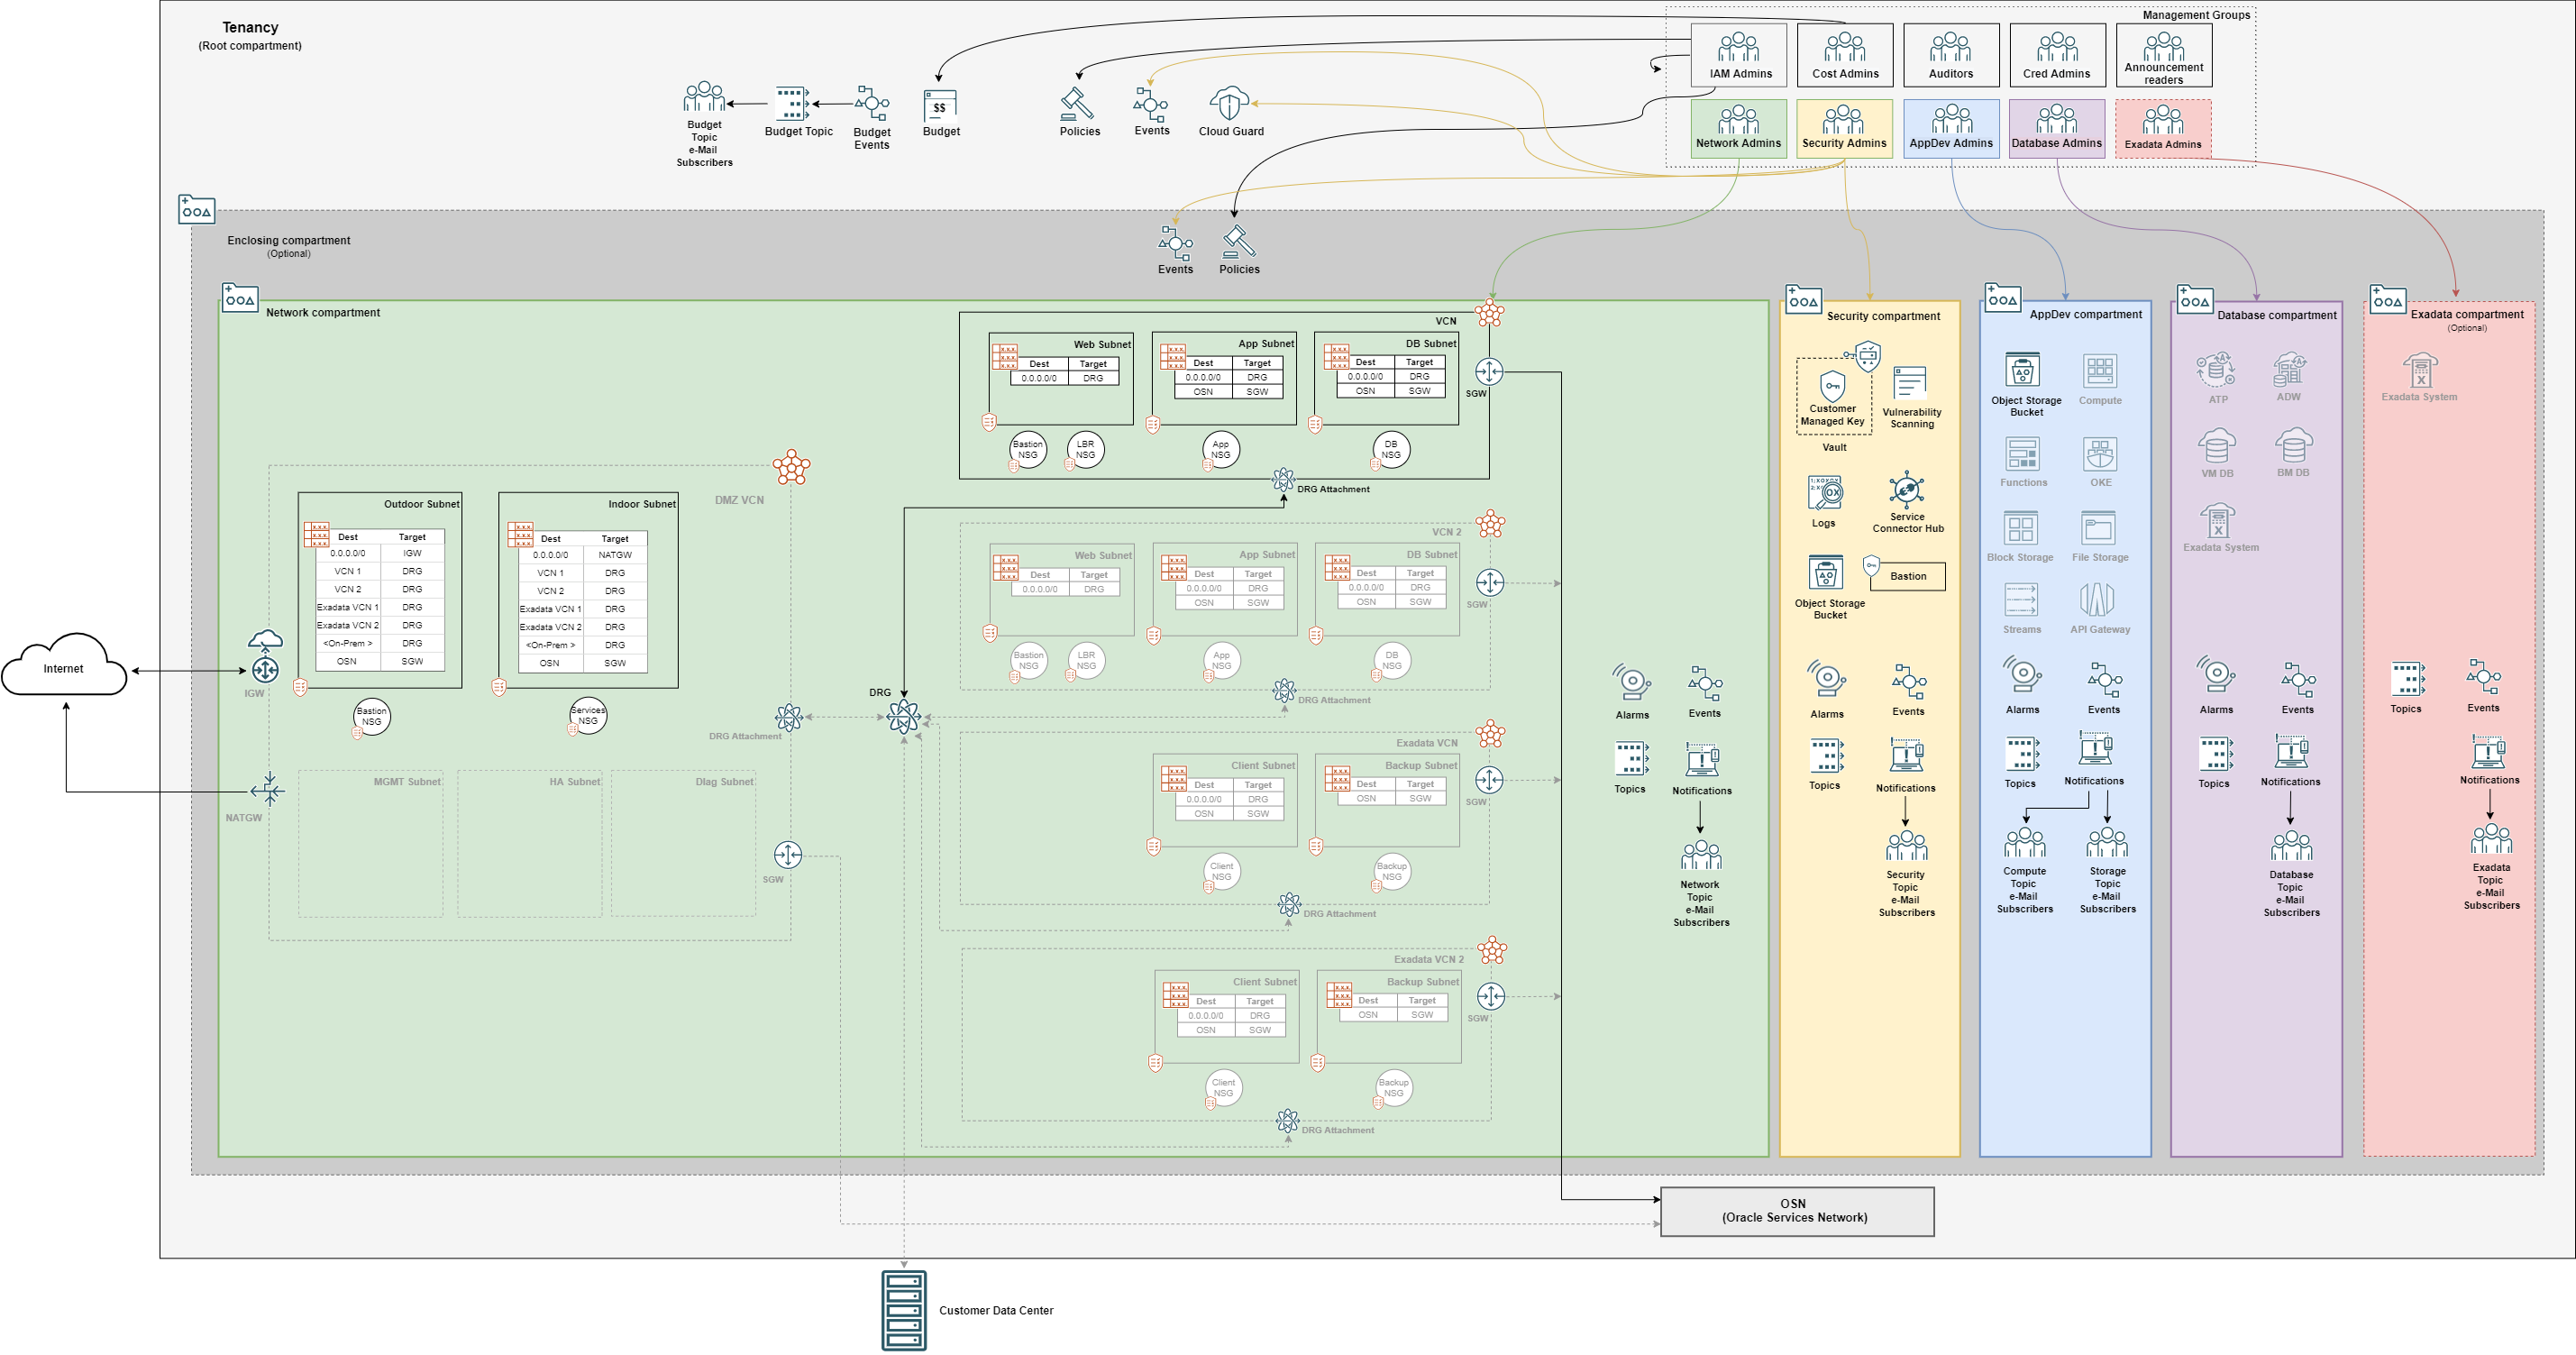 Tenancy
(Root compartment)
Management Groups
IAM Admins
Cost Admins
Auditors
Cred Admins
Announcement
readers
Network Admins
Security Admins
AppDev Admins
Database Admins
Exadata Admins
Budget
Topic
e-Mail
Subscribers
Budget Topic
Budget
Events
$$
Budget
Policies
Events
Cloud Guard
Enclosing compartment
(Optional)
Events
Policies
Network compartment
VCN
Web Subnet
Dest Target
0.0.0.0/0 DRG
App Subnet
Dest Target
0.0.0.0/0 DRG
OSN SGW
DB Subnet
Dest Target
0.0.0.0/0 DRG
OSN SGW
SGW
Bastion
NSG
LBR
NSG
App
NSG
DB
NSG
DRG Attachment
DMZ VCN
Outdoor Subnet
Dest Target
0.0.0.0/0 IGW
VCN 1 DRG
VCN 2 DRG
Exadata VCN 1 DRG
Exadata VCN 2 DRG
<On-Prem > DRG
OSN SGW
Bastion
NSG
Indoor Subnet
Dest Target
0.0.0.0/0 NATGW
VCN 1 DRG
VCN 2 DRG
Exadata VCN 1 DRG
Exadata VCN 2 DRG
<On-Prem > DRG
OSN SGW
Services
NSG
Internet
IGW
NATGW
DRG Attachment
DRG
MGMT Subnet
HA Subnet
DIag Subnet
SGW
VCN 2
Web Subnet
Dest Target
0.0.0.0/0 DRG
App Subnet
Dest Target
0.0.0.0/0 DRG
OSN SGW
DB Subnet
Dest Target
0.0.0.0/0 DRG
OSN SGW
SGW
Bastion
NSG
LBR
NSG
App
NSG
DB
NSG
DRG Attachment
Exadata VCN
Client Subnet
Dest Target
0.0.0.0/0 DRG
OSN SGW
Backup Subnet
Dest Target
OSN SGW
SGW
Client
NSG
Backup
NSG
DRG Attachment
Exadata VCN 2
Client Subnet
Dest Target
0.0.0.0/0 DRG
OSN SGW
Backup Subnet
Dest Target
OSN SGW
SGW
Client
NSG
Backup
NSG
DRG Attachment
Alarms
Events
Topics
Notifications
Network
Topic
e-Mail
Subscribers
Security compartment
Customer
Managed Key
Vault
Vulnerability
Scanning
Logs
Service
Connector Hub
Object Storage
Bucket
Bastion
Alarms
Events
Topics
Notifications
Security
Topic
e-Mail
Subscribers
AppDev compartment
Object Storage
Bucket
Compute
Functions
OKE
Block Storage
File Storage
Streams
API Gateway
Alarms
Events
Topics
Notifications
Compute
Topic
e-Mail
Subscribers
Storage
Topic
e-Mail
Subscribers
Database compartment
ATP
ADW
VM DB
BM DB
Exadata System
Alarms
Events
Topics
Notifications
Database
Topic
e-Mail
Subscribers
Exadata compartment
(Optional)
Exadata System
Topics
Events
Notifications
Exadata
Topic
e-Mail
Subscribers
OSN
(Oracle Services Network)
Customer Data Center